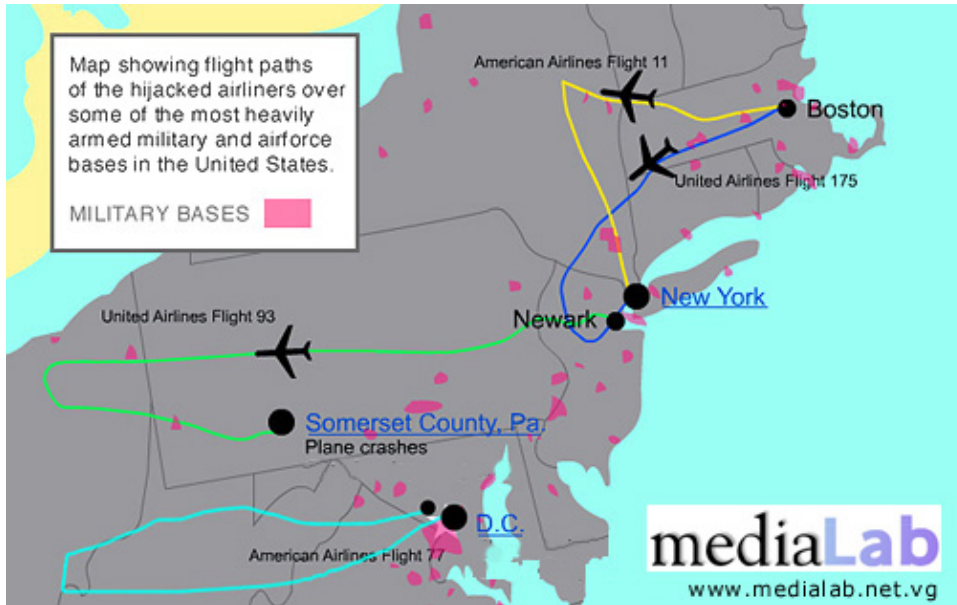 Map showing flight paths
of the hijacked airliners over
some of the most heavily
armed military and airforce
bases in the United States.
MILITARY BASES
American Airlines Flight 11
Boston
United Airlines Flight 175
New York
Newark
United Airlines Flight 93
Somerset County, Pa.
Plane crashes
D.C.
American Airlines Flight 77
mediaLab
www.medialab.net.vg